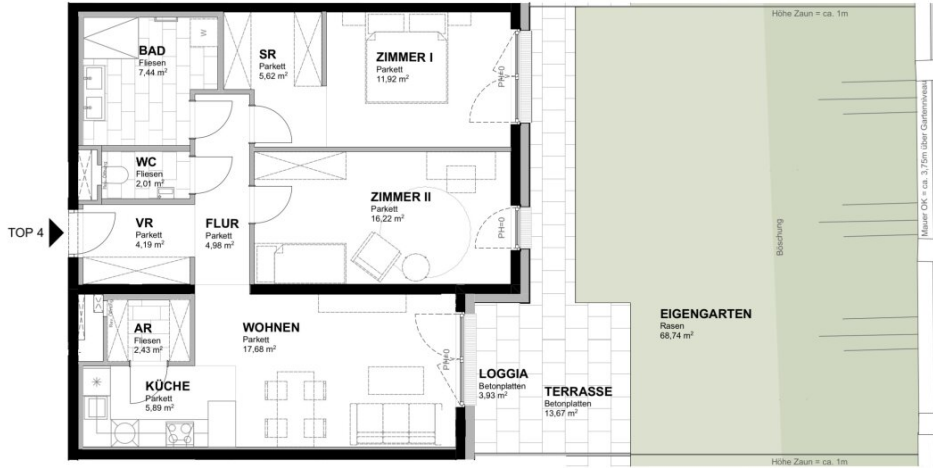 Höhe Zaun = ca. 1m
BAD
Fliesen
7,44 m²
W
SR
Parkett
5,62 m²
ZIMMER I
Parkett
11,92 m²
PH=0
WC
Fliesen
2,01 m²
ZIMMER II
Parkett
16,22 m²
PH=0
TOP 4
VR
Parkett
4,19 m²
FLUR
Parkett
4,98 m²
Mauer OK = ca. 3,75m über Gartenniveau
Böschung
EIGENGARTEN
Rasen
68,74 m²
AR
Fliesen
2,43 m²
WOHNEN
Parkett
17,68 m²
PH=0
KÜCHE
Parkett
5,89 m²
LOGGIA
Betonplatten
3,93 m²
TERRASSE
Betonplatten
13,67 m²
Höhe Zaun = ca. 1m